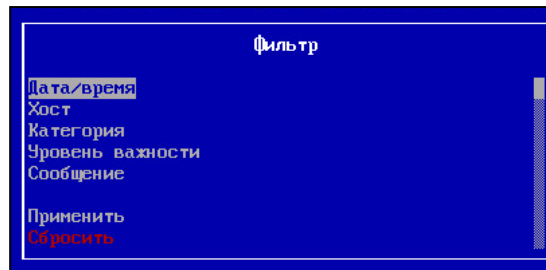 Фильтр
Дата/время
Хост
Категория
Уровень важности
Сообщение
Применить
Сбросить